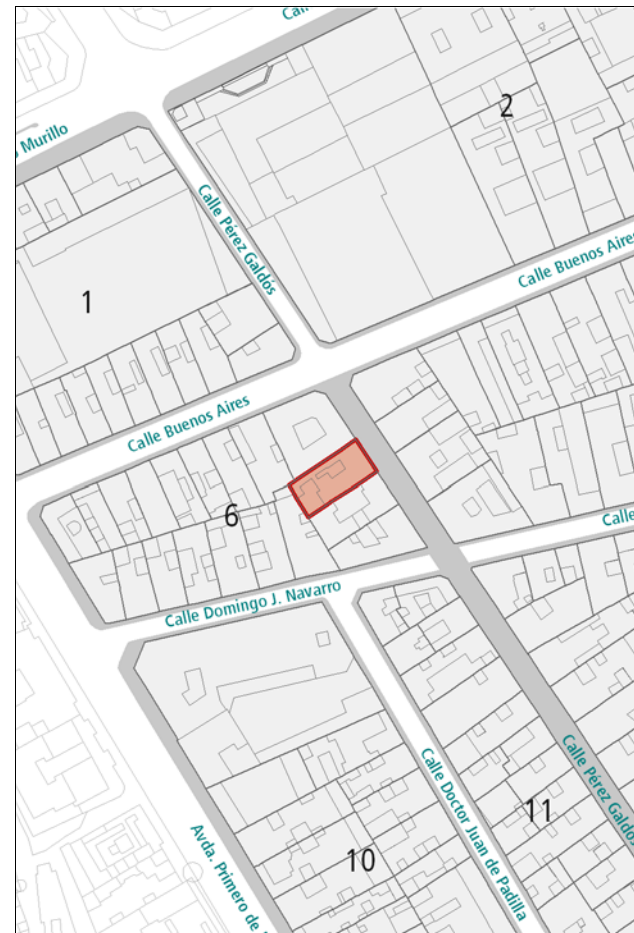 Murillo
2
Calle Pérez Galdós
Calle Buenos Aires
1
Calle Buenos Aires
6
Calle
Calle Domingo J. Navarro
Calle Pérez Galdós
Calle Doctor Juan de Padilla
11
10
Avda. Primero de